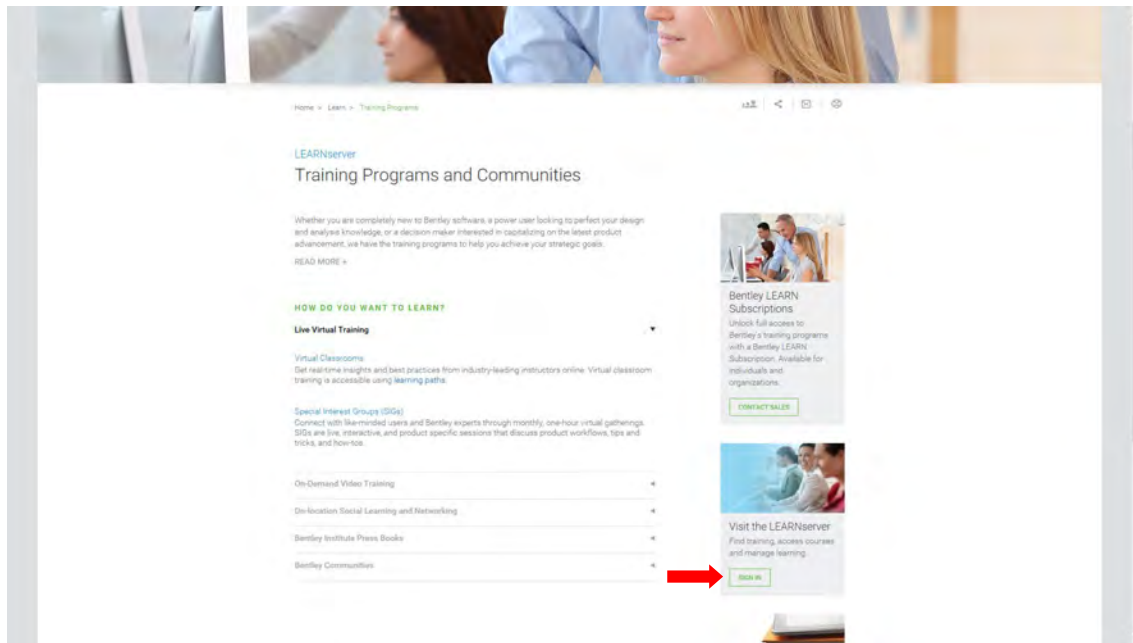 Home > Learn > Training Programs
LEARNserver
Training Programs and Communities
Whether you are completely new to Bentley software, a power user looking to perfect your design
and analysis knowledge, or a decision maker interested in capitalizing on the latest product
advancement, we have the training programs to help you achieve your strategic goals.
READ MORE +
HOW DO YOU WANT TO LEARN?
Live Virtual Training
Virtual Classrooms
Get real-time insights and best practices from industry-leading instructors online. Virtual classroom
training is accessible using learning paths.
Special Interest Groups (SIGs)
Connect with like-minded users and Bentley experts through monthly, one-hour virtual gatherings.
SIGs are live, interactive, and product specific sessions that discuss product workflows, tips and
tricks, and how-tos.
On-Demand Video Training
On-location Social Learning and Networking
Bentley Institute Press Books
Bentley Communities
Bentley LEARN
Subscriptions
Unlock full access to
Bentley's training programs
with a Bentley LEARN
Subscription. Available for
individuals and
organizations.
CONTACT SALES
Visit the LEARNserver
Find training, access courses
and manage learning.
SIGN IN